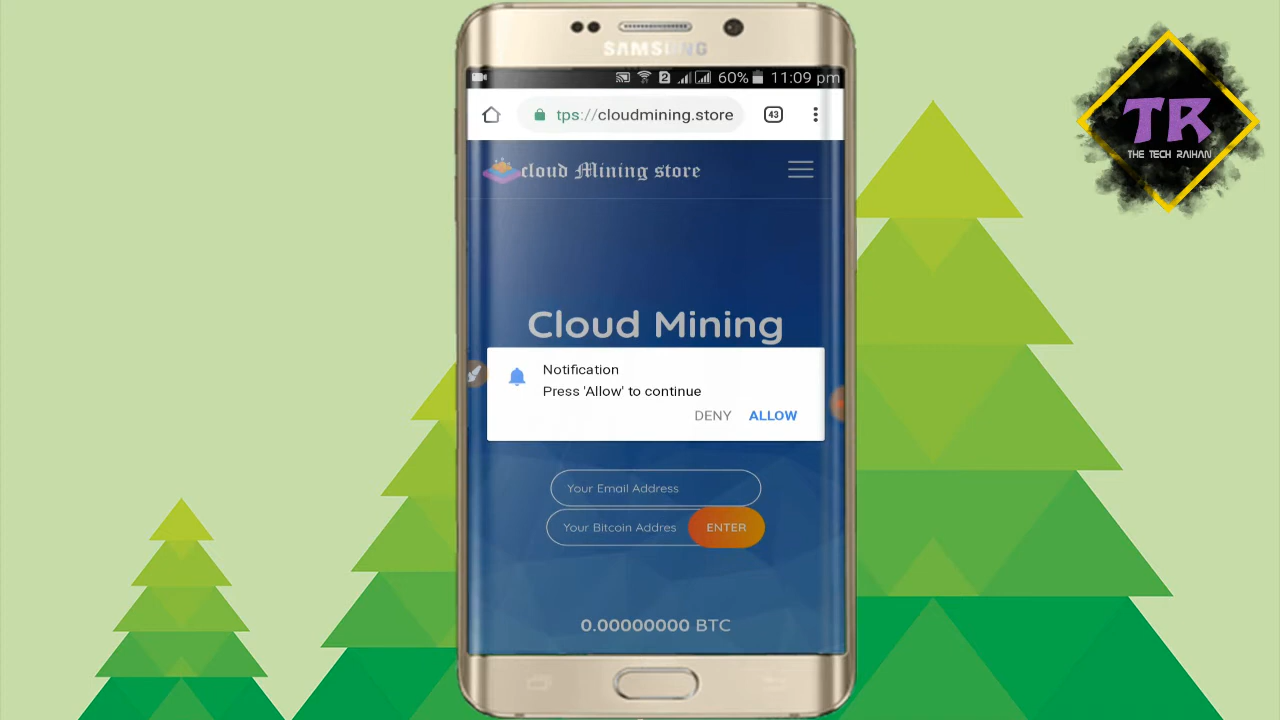 SAMSUNG
2 60% 11:09 pm
tps://cloudmining.store 43
cloud Mining store
Cloud Mining
Notification
Press 'Allow' to continue
DENY ALLOW
Your Email Address
Your Bitcoin Addres ENTER
0.00000000 BTC
TR
THE TECH RAIHAN